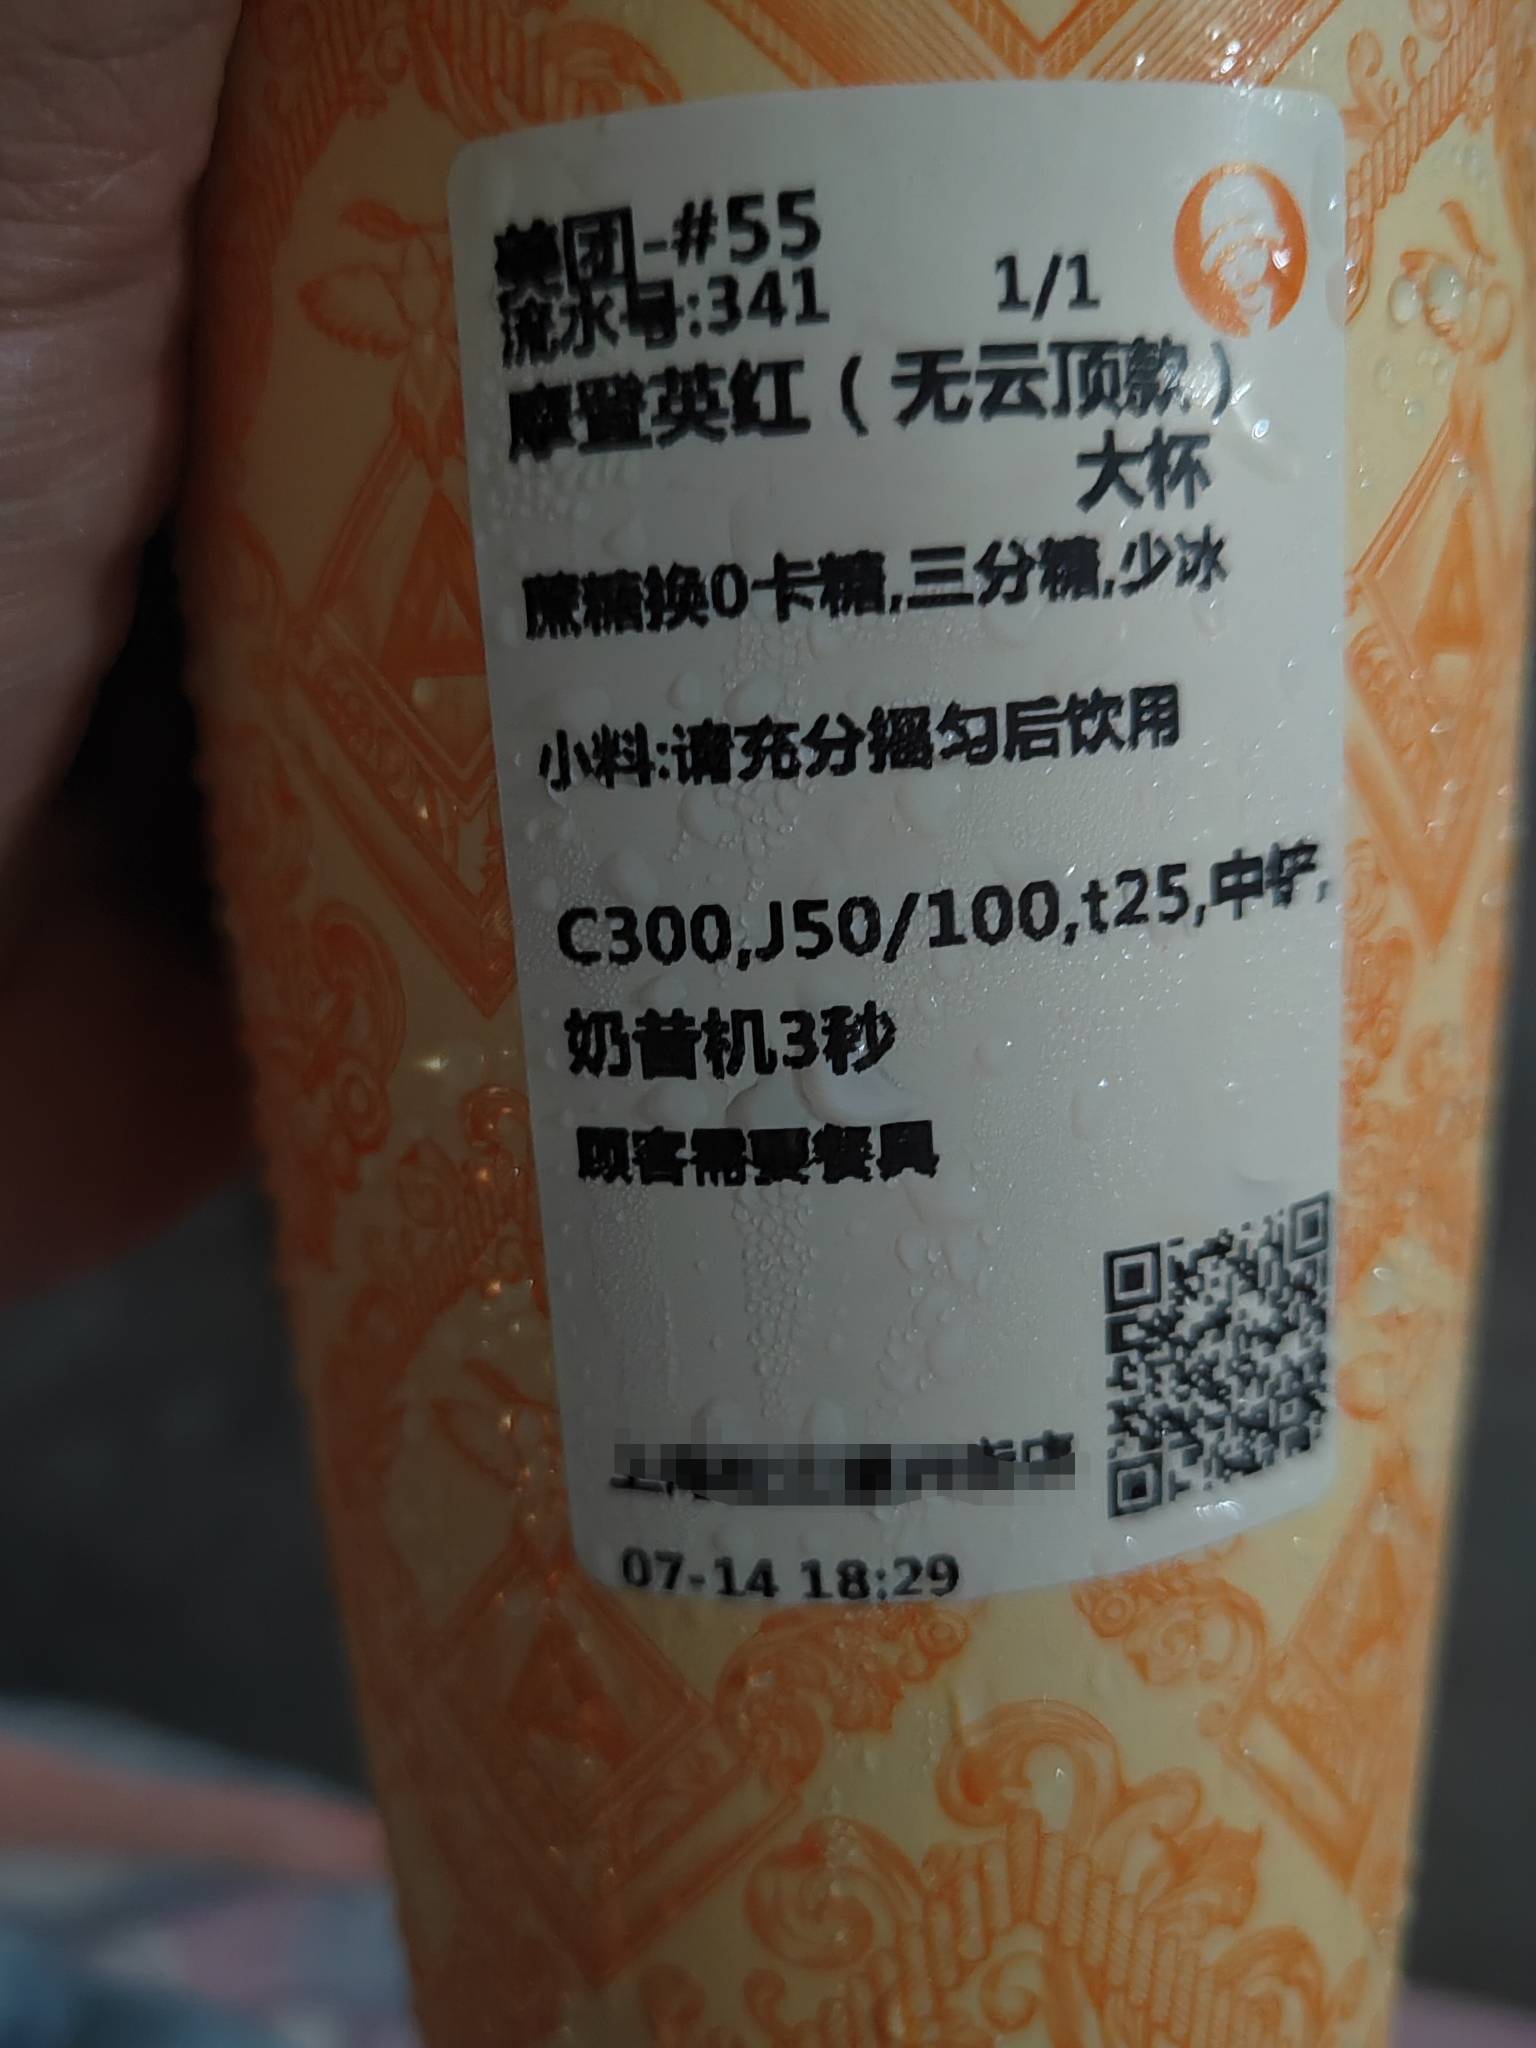 美团-#55
流水号:341 1/1
摩登英红（无云顶款）
大杯
蔗糖换0卡糖,三分糖,少冰
小料:请充分摇匀后饮用
C300,J50/100,t25,中铲,
奶昔机3秒
顾客需要餐具
07-14 18:29